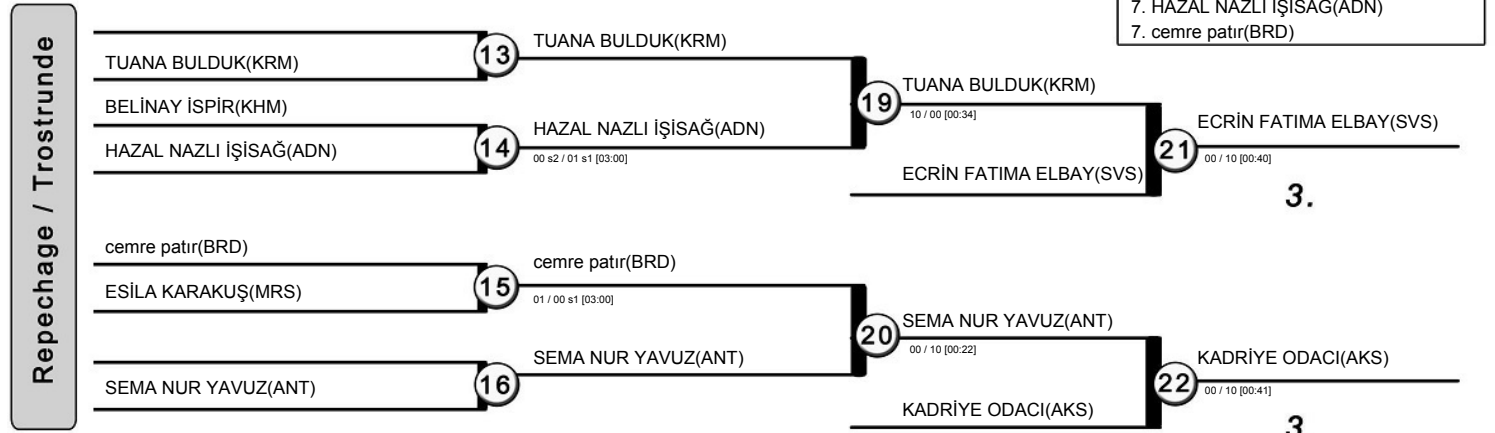 Repechage / Trostrunde
7. HAZAL NAZLI İŞİSAĞ(ADN)
7. cemre patır(BRD)
TUANA BULDUK(KRM)
13
TUANA BULDUK(KRM)
BELİNAY İSPİR(KHM)
HAZAL NAZLI İŞİSAĞ(ADN)
14
HAZAL NAZLI İŞİSAĞ(ADN)
00 s2 / 01 s1 [03:00]
19
TUANA BULDUK(KRM)
10 / 00 [00:34]
ECRİN FATIMA ELBAY(SVS)
21
ECRİN FATIMA ELBAY(SVS)
00 / 10 [00:40]
3.
cemre patır(BRD)
ESİLA KARAKUŞ(MRS)
15
cemre patır(BRD)
01 / 00 s1 [03:00]
SEMA NUR YAVUZ(ANT)
16
SEMA NUR YAVUZ(ANT)
20
SEMA NUR YAVUZ(ANT)
00 / 10 [00:22]
KADRİYE ODACI(AKS)
22
KADRİYE ODACI(AKS)
00 / 10 [00:41]
3